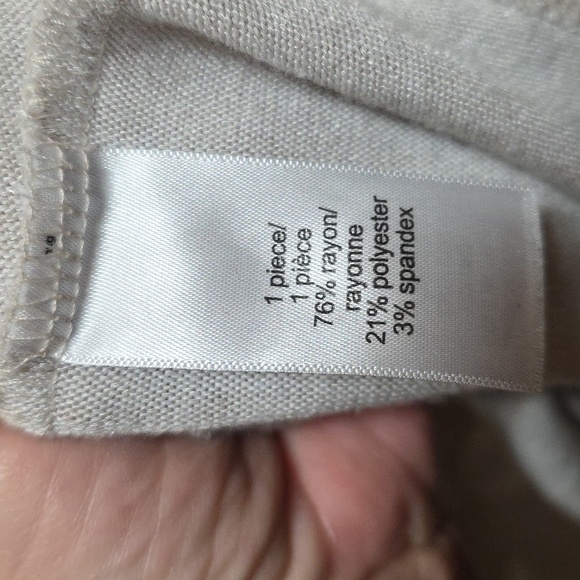 1 piece/
1 pièce
76% rayon/
rayonne
21% polyester
3% spandex